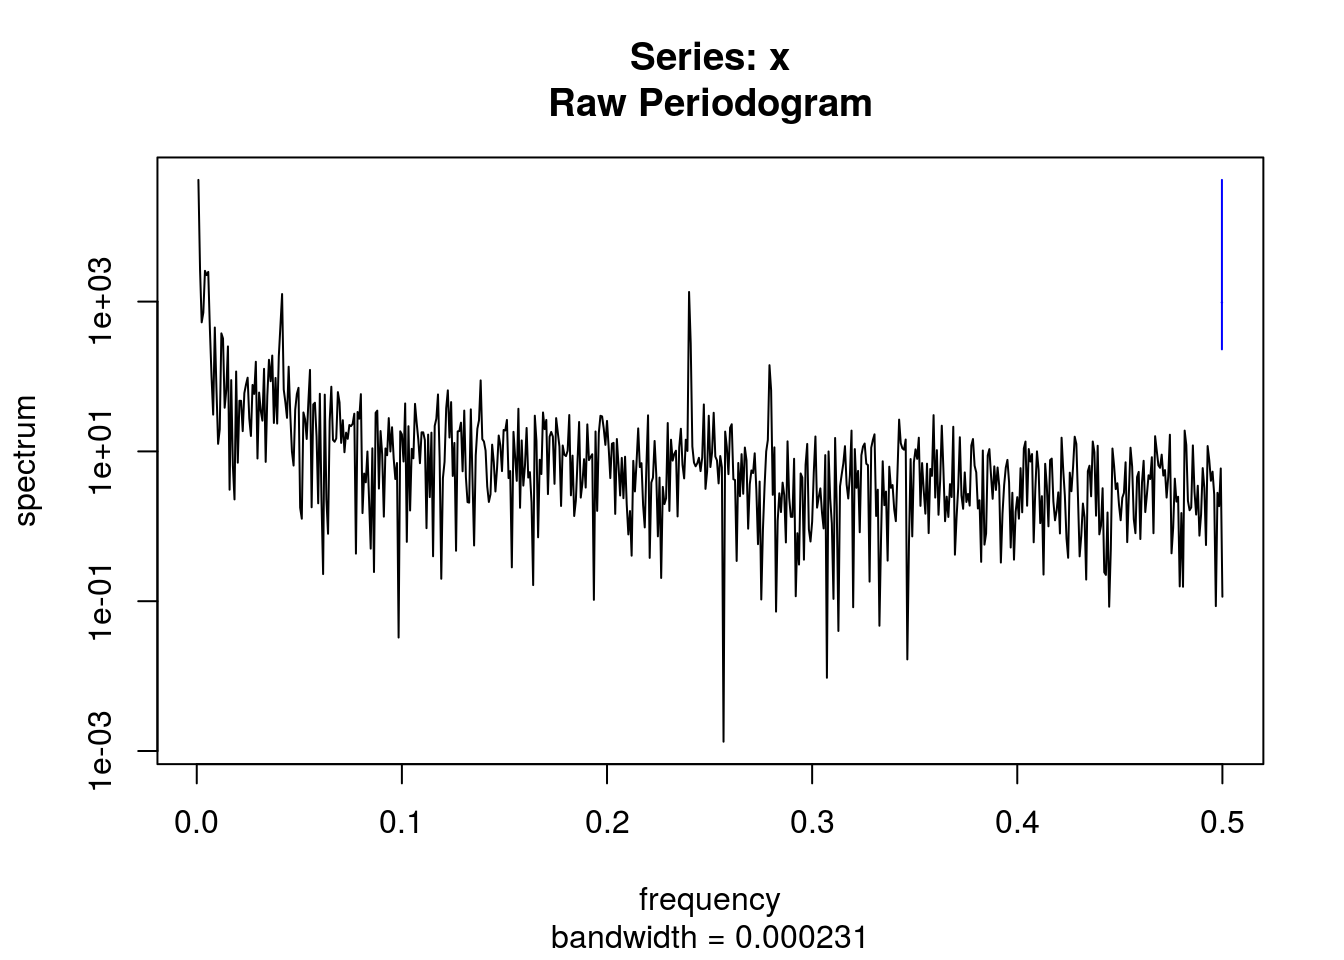 Series: x
Raw Periodogram
spectrum
1e+03
1e+01
1e-01
1e-03
0.0 0.1 0.2 0.3 0.4 0.5
frequency
bandwidth = 0.000231